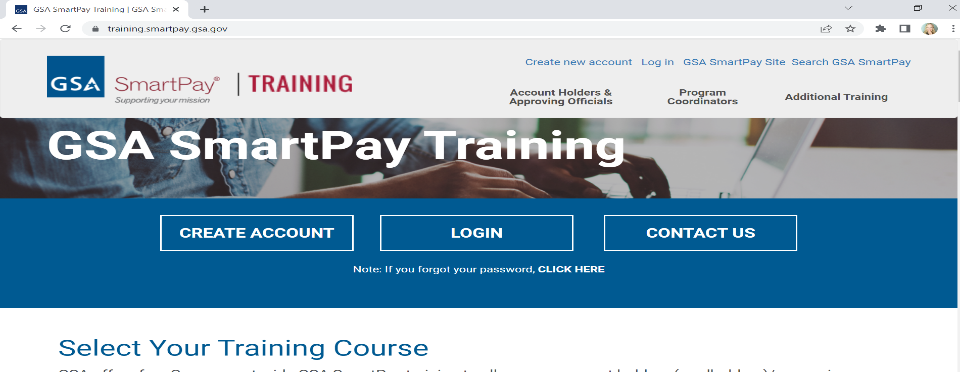 GSA SmartPay Training | GSA Sm
training.smartpay.gsa.gov
Create new account Log in GSA SmartPay Site Search GSA SmartPay
GSA SmartPay® | TRAINING
Supporting your mission
Account Holders &
Approving Officials
Program
Coordinators
Additional Training
GSA SmartPay Training
CREATE ACCOUNT LOGIN CONTACT US
Note: If you forgot your password, CLICK HERE
Select Your Training Course